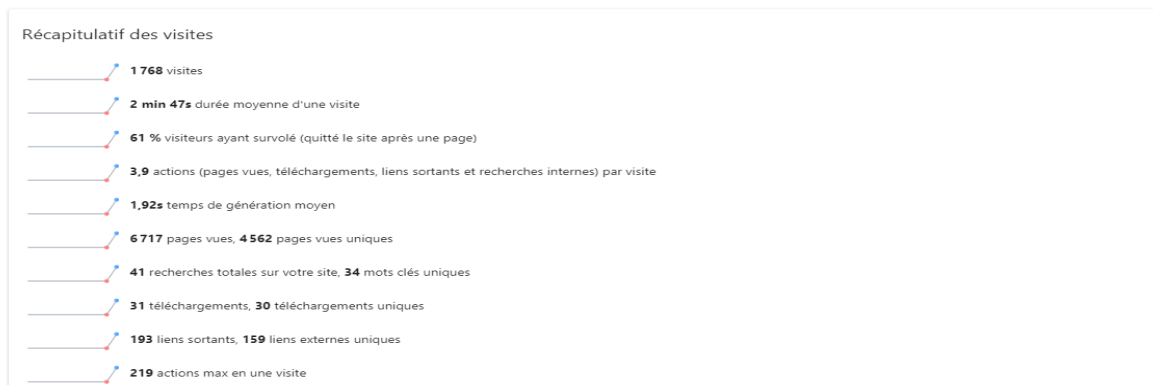 Récapitulatif des visites
1 768 visites
2 min 47s durée moyenne d'une visite
61 % visiteurs ayant survolé (quitté le site après une page)
3,9 actions (pages vues, téléchargements, liens sortants et recherches internes) par visite
1,92s temps de génération moyen
6 717 pages vues, 4 562 pages vues uniques
41 recherches totales sur votre site, 34 mots clés uniques
31 téléchargements, 30 téléchargements uniques
193 liens sortants, 159 liens externes uniques
219 actions max en une visite